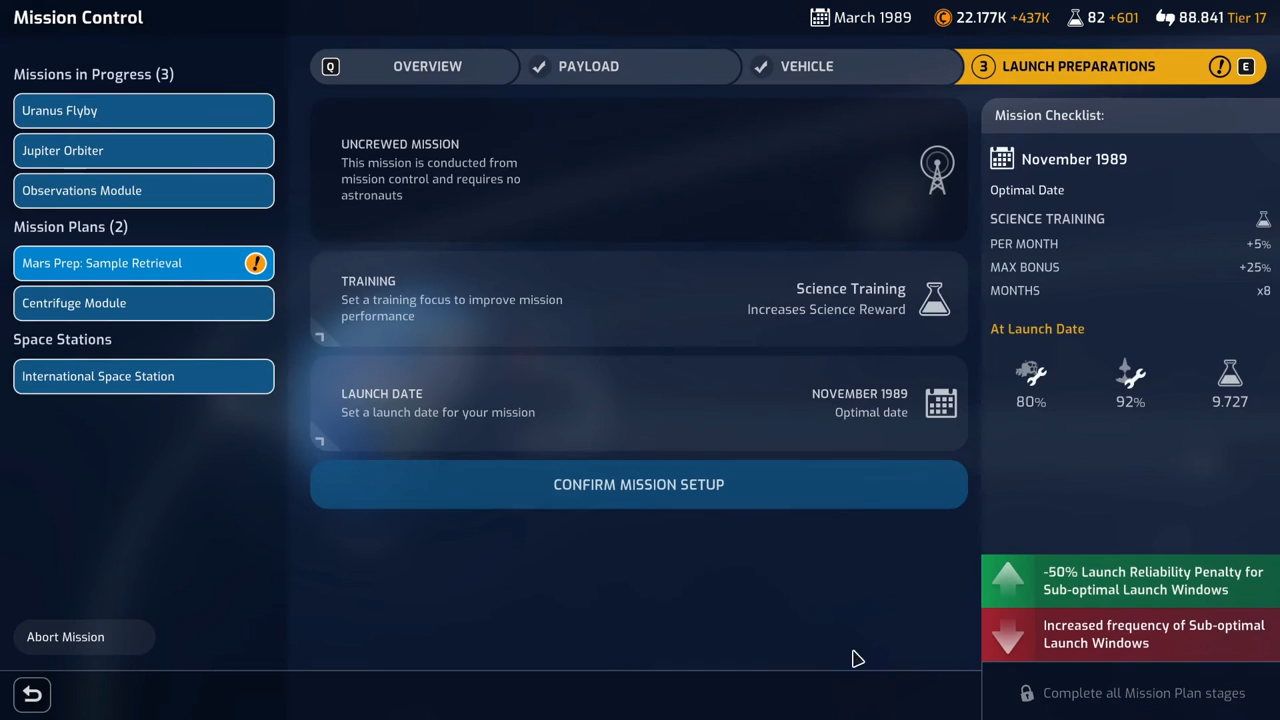 Mission Control
March 1989
22.177K +437K
82 +601
88.841 Tier 17
Missions in Progress (3)
Uranus Flyby
Jupiter Orbiter
Observations Module
Mission Plans (2)
Mars Prep: Sample Retrieval
Centrifuge Module
Space Stations
International Space Station
Abort Mission
Q
OVERVIEW
PAYLOAD
VEHICLE
3 LAUNCH PREPARATIONS
E
UNCREWED MISSION
This mission is conducted from
mission control and requires no
astronauts
TRAINING
Set a training focus to improve mission
performance
Science Training
Increases Science Reward
LAUNCH DATE
Set a launch date for your mission
NOVEMBER 1989
Optimal date
CONFIRM MISSION SETUP
Mission Checklist:
November 1989
Optimal Date
SCIENCE TRAINING
PER MONTH +5%
MAX BONUS +25%
MONTHS x8
At Launch Date
80% 92% 9.727
-50% Launch Reliability Penalty for
Sub-optimal Launch Windows
Increased frequency of Sub-optimal
Launch Windows
Complete all Mission Plan stages